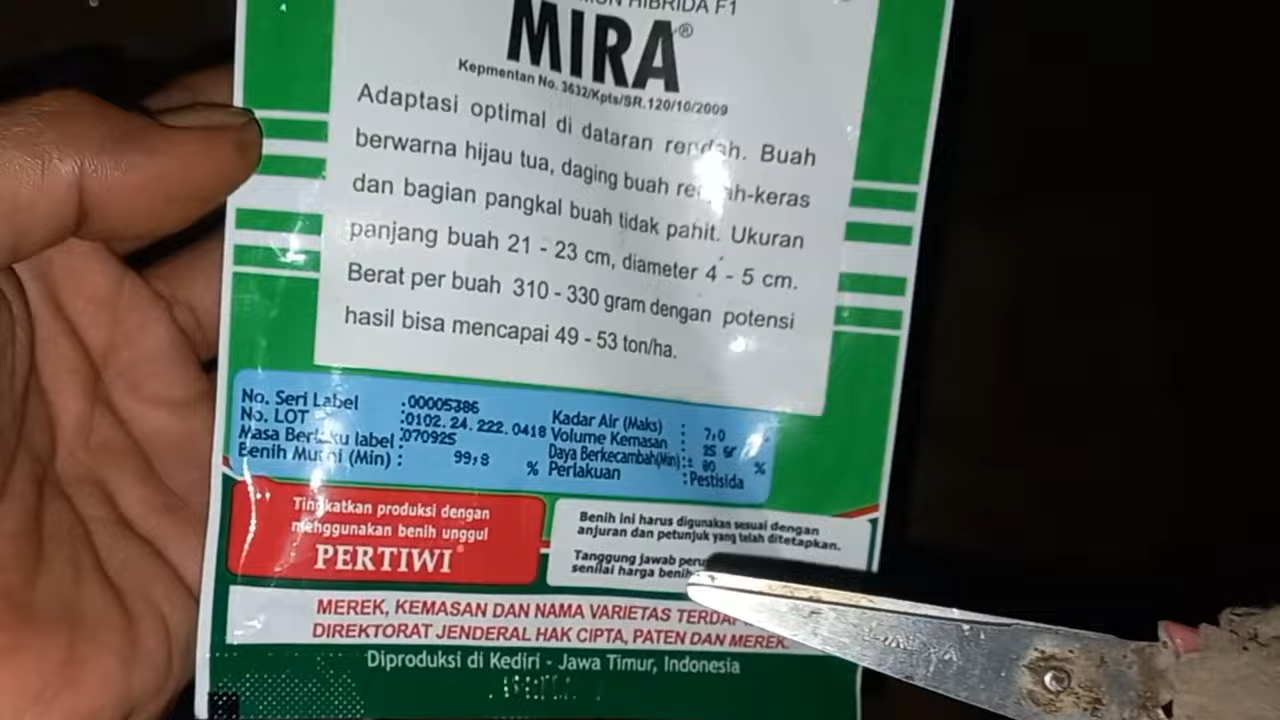 HIBRIDA F1
MIRA®
Kepmentan No. 3632/Kpts/SR.120/10/2009
Adaptasi optimal di dataran rendah. Buah
berwarna hijau tua, daging buah renyah-keras
dan bagian pangkal buah tidak pahit. Ukuran
panjang buah 21 - 23 cm, diameter 4 - 5 cm.
Berat per buah 310 - 330 gram dengan potensi
hasil bisa mencapai 49 - 53 ton/ha.
No. Seri Label :00005386
No. LOT :0102. 24. 222. 0418
Masa Berlaku label :070925
Benih Murni (Min) : 99,8 %
Kadar Air (Maks) : 7,0
Volume Kemasan : 25 gr
Daya Berkecambah(Min) : ± 80 %
Perlakuan : Pestisida
Tingkatkan produksi dengan
menggunakan benih unggul
PERTIWI®
Benih ini harus digunakan sesuai dengan
anjuran dan petunjuk yang telah ditetapkan.
Tanggung jawab
senilai harga benih
MEREK, KEMASAN DAN NAMA VARIETAS
DIREKTORAT JENDERAL HAK CIPTA, PATEN DAN MEREK
Diproduksi di Kediri - Jawa Timur, Indonesia